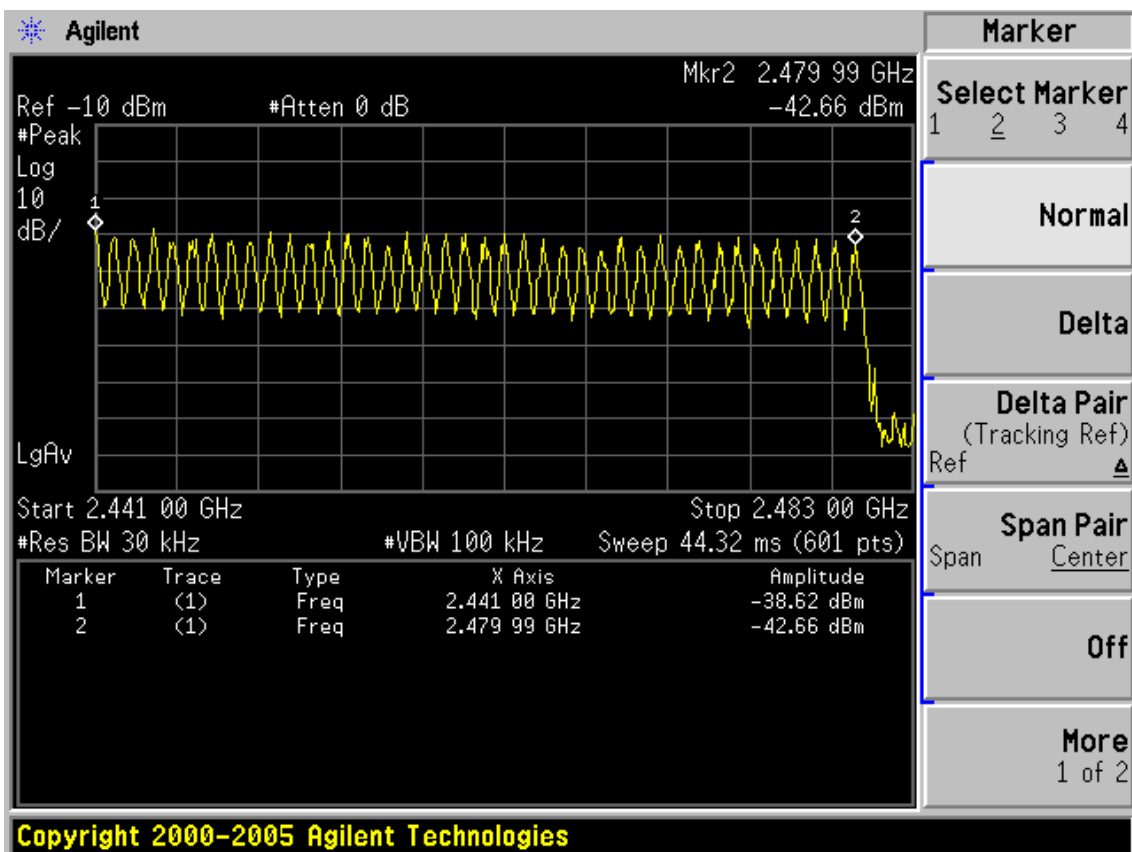 Agilent
Mkr2 2.479 99 GHz
Ref -10 dBm #Atten 0 dB -42.66 dBm
#Peak
Log
10
dB/
1
2
LgAv
Start 2.441 00 GHz Stop 2.483 00 GHz
#Res BW 30 kHz #VBW 100 kHz Sweep 44.32 ms (601 pts)
Marker Trace Type X Axis Amplitude
1 (1) Freq 2.441 00 GHz -38.62 dBm
2 (1) Freq 2.479 99 GHz -42.66 dBm
Copyright 2000-2005 Agilent Technologies
Marker
Select Marker
1 2 3 4
Normal
Delta
Delta Pair
(Tracking Ref)
Ref Δ
Span Pair
Span Center
Off
More
1 of 2